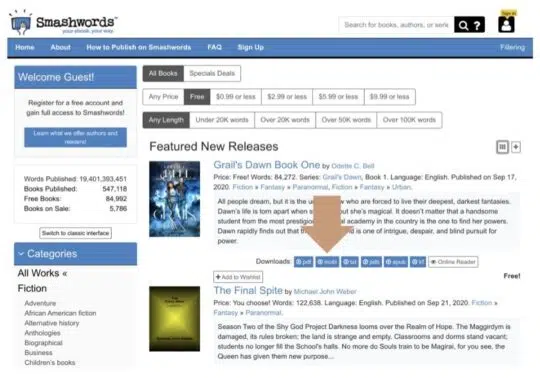 Smashwords™
your ebook. your way.
Search for books, authors, or serie
?
Sign in
Home About How to Publish on Smashwords FAQ Sign Up Filtering
Welcome Guest!
Register for a free account and
gain full access to Smashwords!
Learn what we offer authors and
readers!
Words Published: 19,401,393,451
Books Published: 547,118
Free Books: 84,992
Books on Sale: 5,786
Switch to classic interface
Categories
All Works «
Fiction
Adventure
African American fiction
Alternative history
Anthologies
Biographical
Business
Children's books
All Books Specials Deals
Any Price Free $0.99 or less $2.99 or less $5.99 or less $9.99 or less
Any Length Under 20K words Over 20K words Over 50K words Over 100K words
Featured New Releases
Grail's Dawn Book One by Odette C. Bell
Price: Free! Words: 84,272. Series: Grail's Dawn, Book 1. Language: English. Published on Sep 17,
2020. Fiction » Fantasy » Paranormal, Fiction » Fantasy » Urban.
BELL
GRAIL
All people dream, but it is the who are forced to live their deepest, darkest fantasies.
Dawn's life is torn apart when s out she's magical. It doesn't matter that a handsome
student from the most prestigio academy in the country is the one to find her powers.
Dawn rapidly finds out that th d is one of intrigue, despair, and blind pursuit for
power.
Downloads: pdf mobi txt pdb epub lrf Online Reader
+ Add to Wishlist Free!
The Final Spite by Michael John Weber
Price: You choose! Words: 122,638. Language: English. Published on Sep 21, 2020. Fiction »
Fantasy » Paranormal.
Season Two of the Shy God Project Darkness looms over the Realm of Hope. The Maggirdym is
damaged, its rules broken; the land is strange and empty. Classrooms and dorms stand vacant;
students no longer fill the School's halls. No more do Souls train to be Magirai, for you see, the
Queen has given them new purpose...